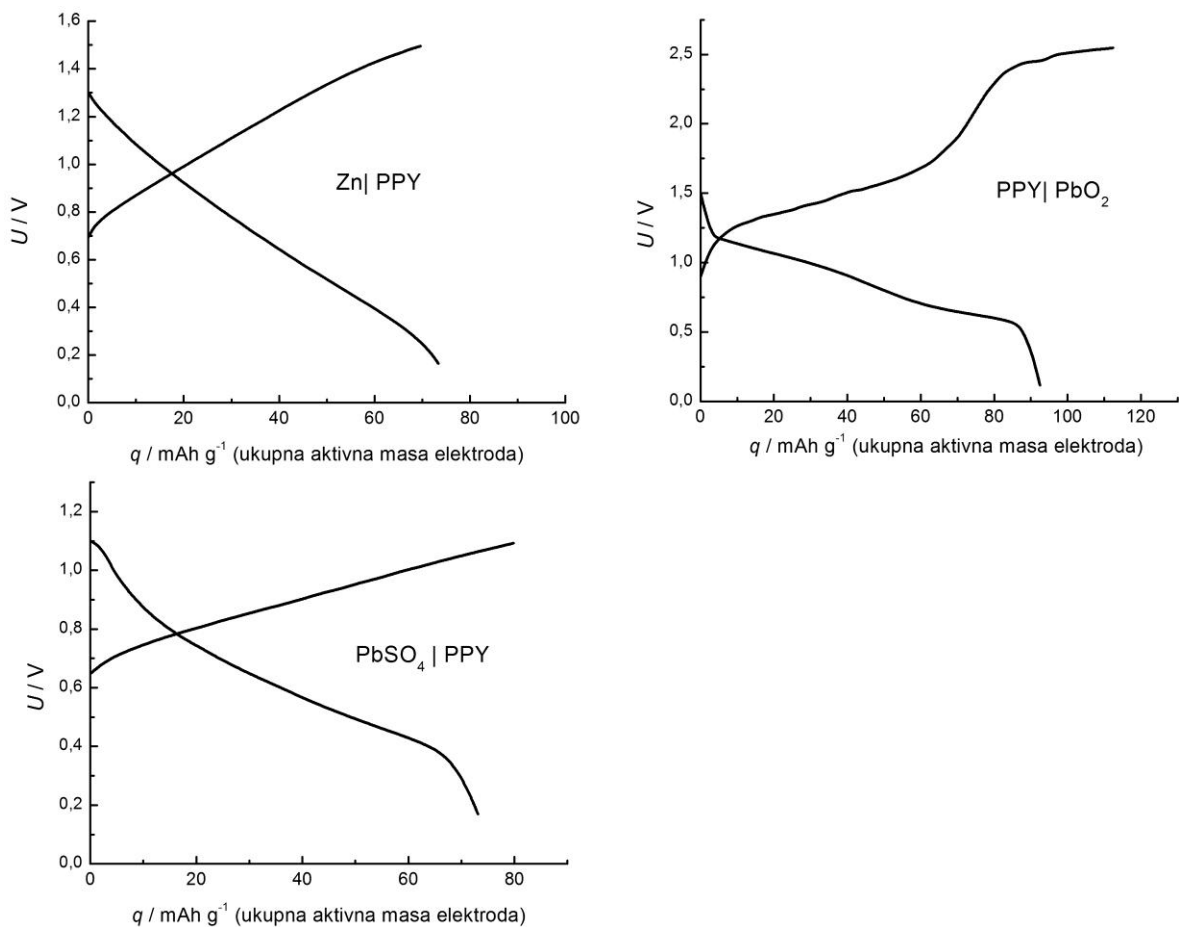 1,6
1,4
1,2
1,0
0,8
0,6
0,4
0,2
0,0
U / V
Zn| PPY
0 20 40 60 80 100
q / mAh g⁻¹ (ukupna aktivna masa elektroda)
2,5
2,0
1,5
1,0
0,5
0,0
U / V
PPY| PbO₂
0 20 40 60 80 100 120
q / mAh g⁻¹ (ukupna aktivna masa elektroda)
1,2
1,0
0,8
0,6
0,4
0,2
0,0
U / V
PbSO₄ | PPY
0 20 40 60 80
q / mAh g⁻¹ (ukupna aktivna masa elektroda)